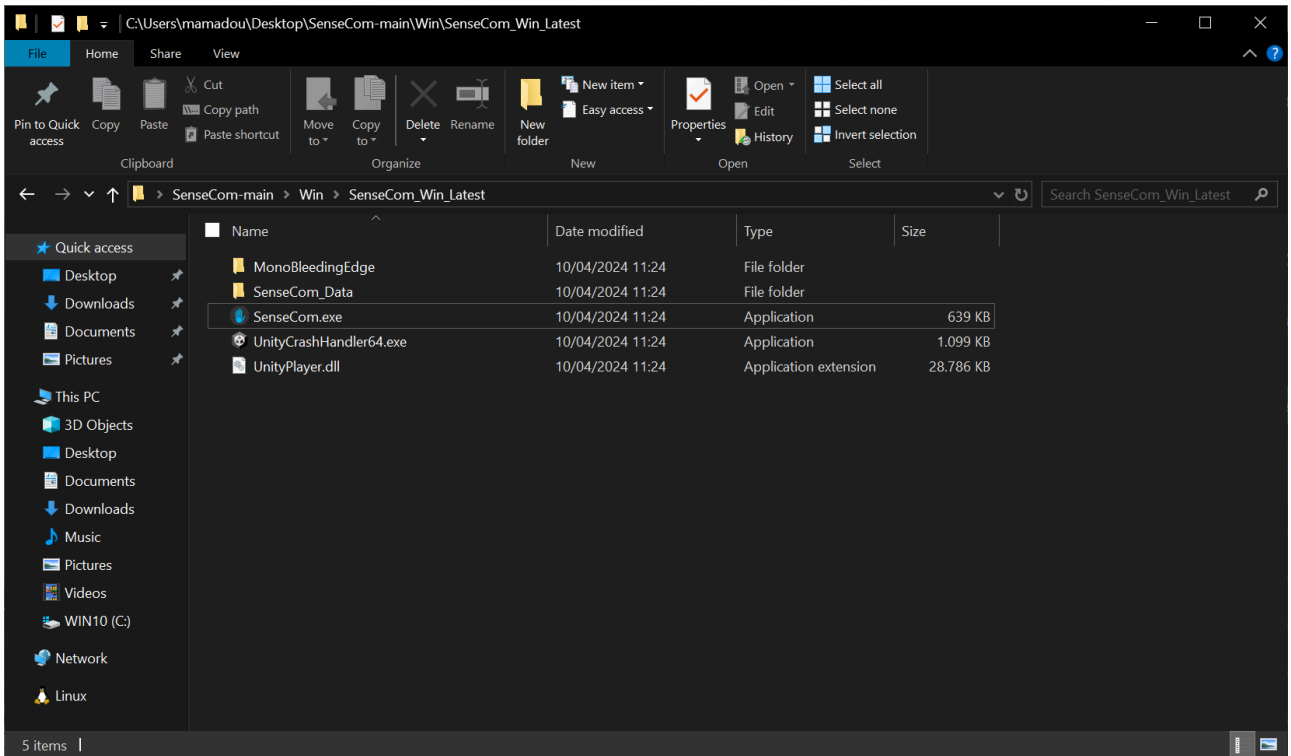 C:\Users\mamadou\Desktop\SenseCom-main\Win\SenseCom_Win_Latest
File Home Share View
Pin to Quick access
Copy
Paste
Cut
Copy path
Paste shortcut
Clipboard
Move to
Copy to
Delete
Rename
Organize
New folder
New item
Easy access
New
Properties
Open
Edit
History
Open
Select all
Select none
Invert selection
Select
SenseCom-main > Win > SenseCom_Win_Latest
Search SenseCom_Win_Latest
Name Date modified Type Size
MonoBleedingEdge 10/04/2024 11:24 File folder
SenseCom_Data 10/04/2024 11:24 File folder
SenseCom.exe 10/04/2024 11:24 Application 639 KB
UnityCrashHandler64.exe 10/04/2024 11:24 Application 1.099 KB
UnityPlayer.dll 10/04/2024 11:24 Application extension 28.786 KB
Quick access
Desktop
Downloads
Documents
Pictures
This PC
3D Objects
Desktop
Documents
Downloads
Music
Pictures
Videos
WIN10 (C:)
Network
Linux
5 items